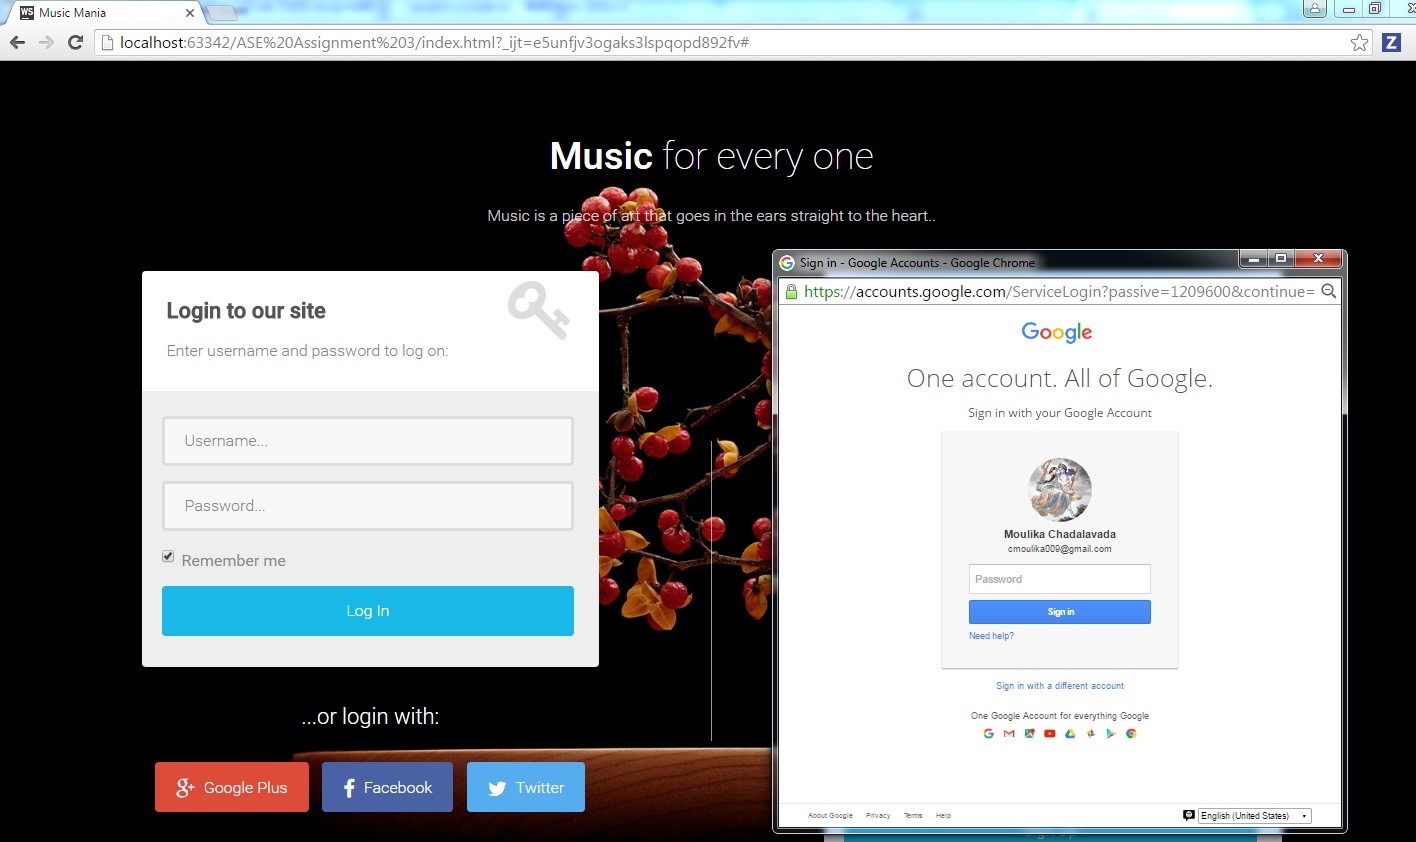 WS Music Mania
localhost:63342/ASE%20Assignment%203/index.html?_ijt=e5unfjv3ogaks3lspqopd892fv#
Z
Music for every one
Music is a piece of art that goes in the ears straight to the heart..
Login to our site
Enter username and password to log on:
Username...
Password...
Remember me
Log In
...or login with:
g+ Google Plus
f Facebook
Twitter
Sign in - Google Accounts - Google Chrome
https://accounts.google.com/ServiceLogin?passive=1209600&continue=
Google
One account. All of Google.
Sign in with your Google Account
Moulika Chadalavada
cmoulika009@gmail.com
Password
Sign in
Need help?
Sign in with a different account
One Google Account for everything Google
About Google Privacy Terms Help
English (United States)